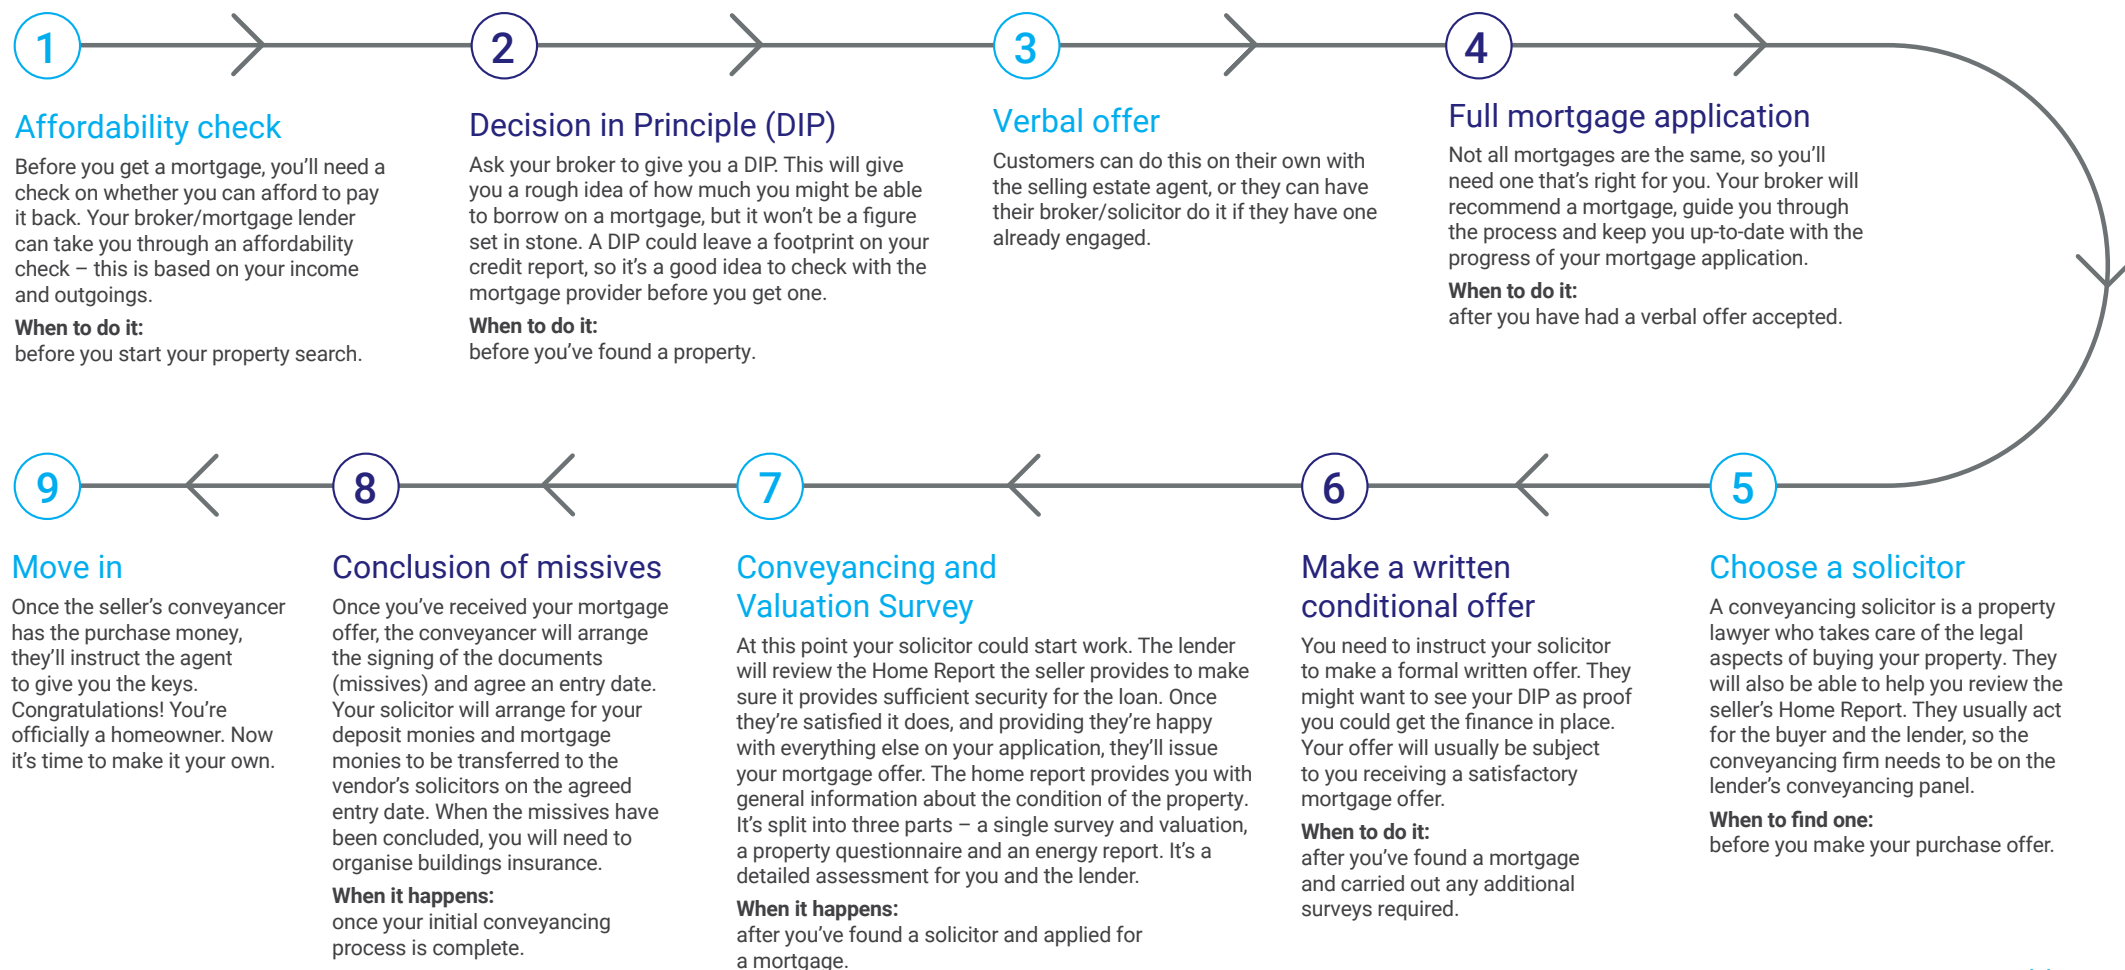 1
Affordability check
Before you get a mortgage, you'll need a
check on whether you can afford to pay
it back. Your broker/mortgage lender
can take you through an affordability
check – this is based on your income
and outgoings.
When to do it:
before you start your property search.
2
Decision in Principle (DIP)
Ask your broker to give you a DIP. This will give
you a rough idea of how much you might be able
to borrow on a mortgage, but it won't be a figure
set in stone. A DIP could leave a footprint on your
credit report, so it's a good idea to check with the
mortgage provider before you get one.
When to do it:
before you've found a property.
3
Verbal offer
Customers can do this on their own with
the selling estate agent, or they can have
their broker/solicitor do it if they have one
already engaged.
4
Full mortgage application
Not all mortgages are the same, so you'll
need one that's right for you. Your broker will
recommend a mortgage, guide you through
the process and keep you up-to-date with the
progress of your mortgage application.
When to do it:
after you have had a verbal offer accepted.
5
Choose a solicitor
A conveyancing solicitor is a property
lawyer who takes care of the legal
aspects of buying your property. They
will also be able to help you review the
seller's Home Report. They usually act
for the buyer and the lender, so the
conveyancing firm needs to be on the
lender's conveyancing panel.
When to find one:
before you make your purchase offer.
6
Make a written
conditional offer
You need to instruct your solicitor
to make a formal written offer. They
might want to see your DIP as proof
you could get the finance in place.
Your offer will usually be subject
to you receiving a satisfactory
mortgage offer.
When to do it:
after you've found a mortgage
and carried out any additional
surveys required.
7
Conveyancing and
Valuation Survey
At this point your solicitor could start work. The lender
will review the Home Report the seller provides to make
sure it provides sufficient security for the loan. Once
they're satisfied it does, and providing they're happy
with everything else on your application, they'll issue
your mortgage offer. The home report provides you with
general information about the condition of the property.
It's split into three parts – a single survey and valuation,
a property questionnaire and an energy report. It's a
detailed assessment for you and the lender.
When it happens:
after you've found a solicitor and applied for
a mortgage.
8
Conclusion of missives
Once you've received your mortgage
offer, the conveyancer will arrange
the signing of the documents
(missives) and agree an entry date.
Your solicitor will arrange for your
deposit monies and mortgage
monies to be transferred to the
vendor's solicitors on the agreed
entry date. When the missives have
been concluded, you will need to
organise buildings insurance.
When it happens:
once your initial conveyancing
process is complete.
9
Move in
Once the seller's conveyancer
has the purchase money,
they'll instruct the agent
to give you the keys.
Congratulations! You're
officially a homeowner. Now
it's time to make it your own.